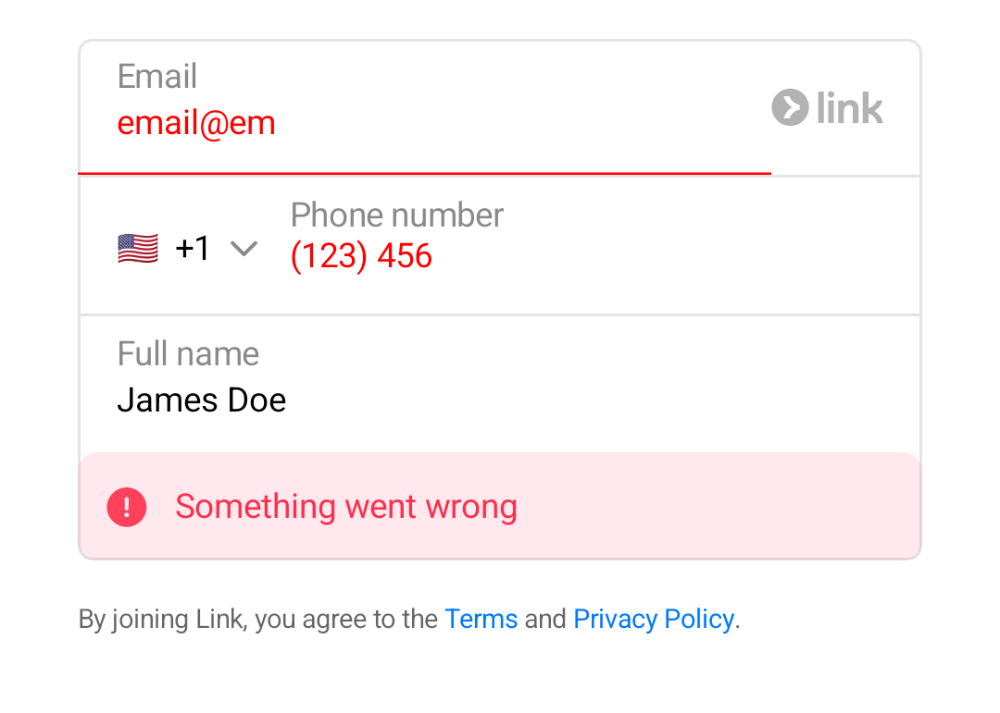 Email
email@em
link
Phone number
+1
(123) 456
Full name
James Doe
Something went wrong
By joining Link, you agree to the Terms and Privacy Policy.